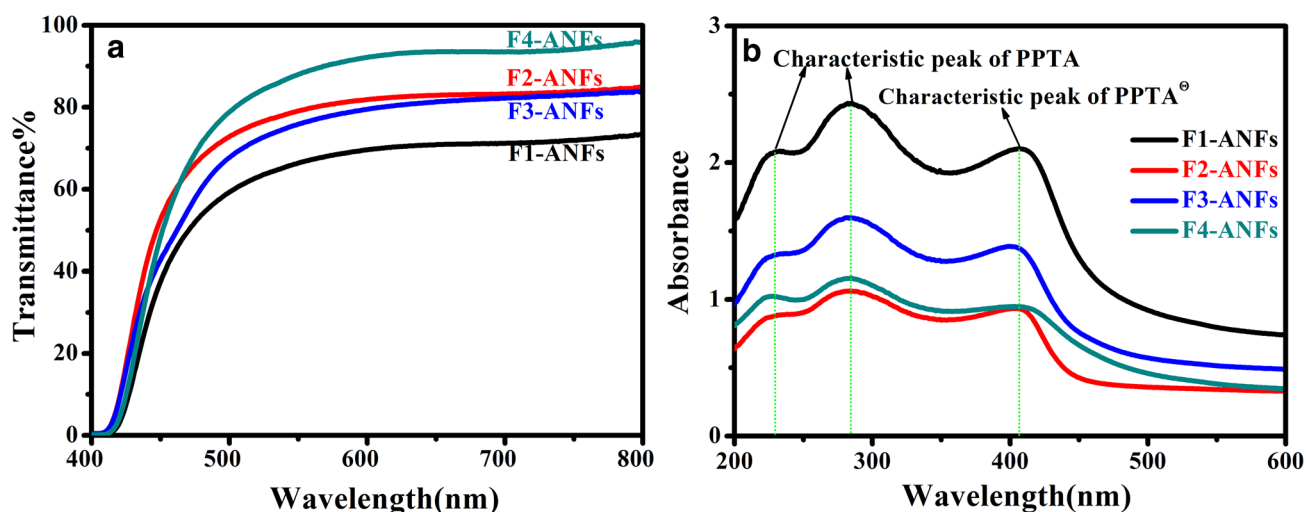 a
F4-ANFs
F2-ANFs
F3-ANFs
F1-ANFs
100
80
60
40
20
0
400
500
600
700
800
Transmittance%
Wavelength(nm)
b
Characteristic peak of PPTA
Characteristic peak of PPTA⊖
F1-ANFs
F2-ANFs
F3-ANFs
F4-ANFs
3
2
1
0
200
300
400
500
600
Absorbance
Wavelength(nm)